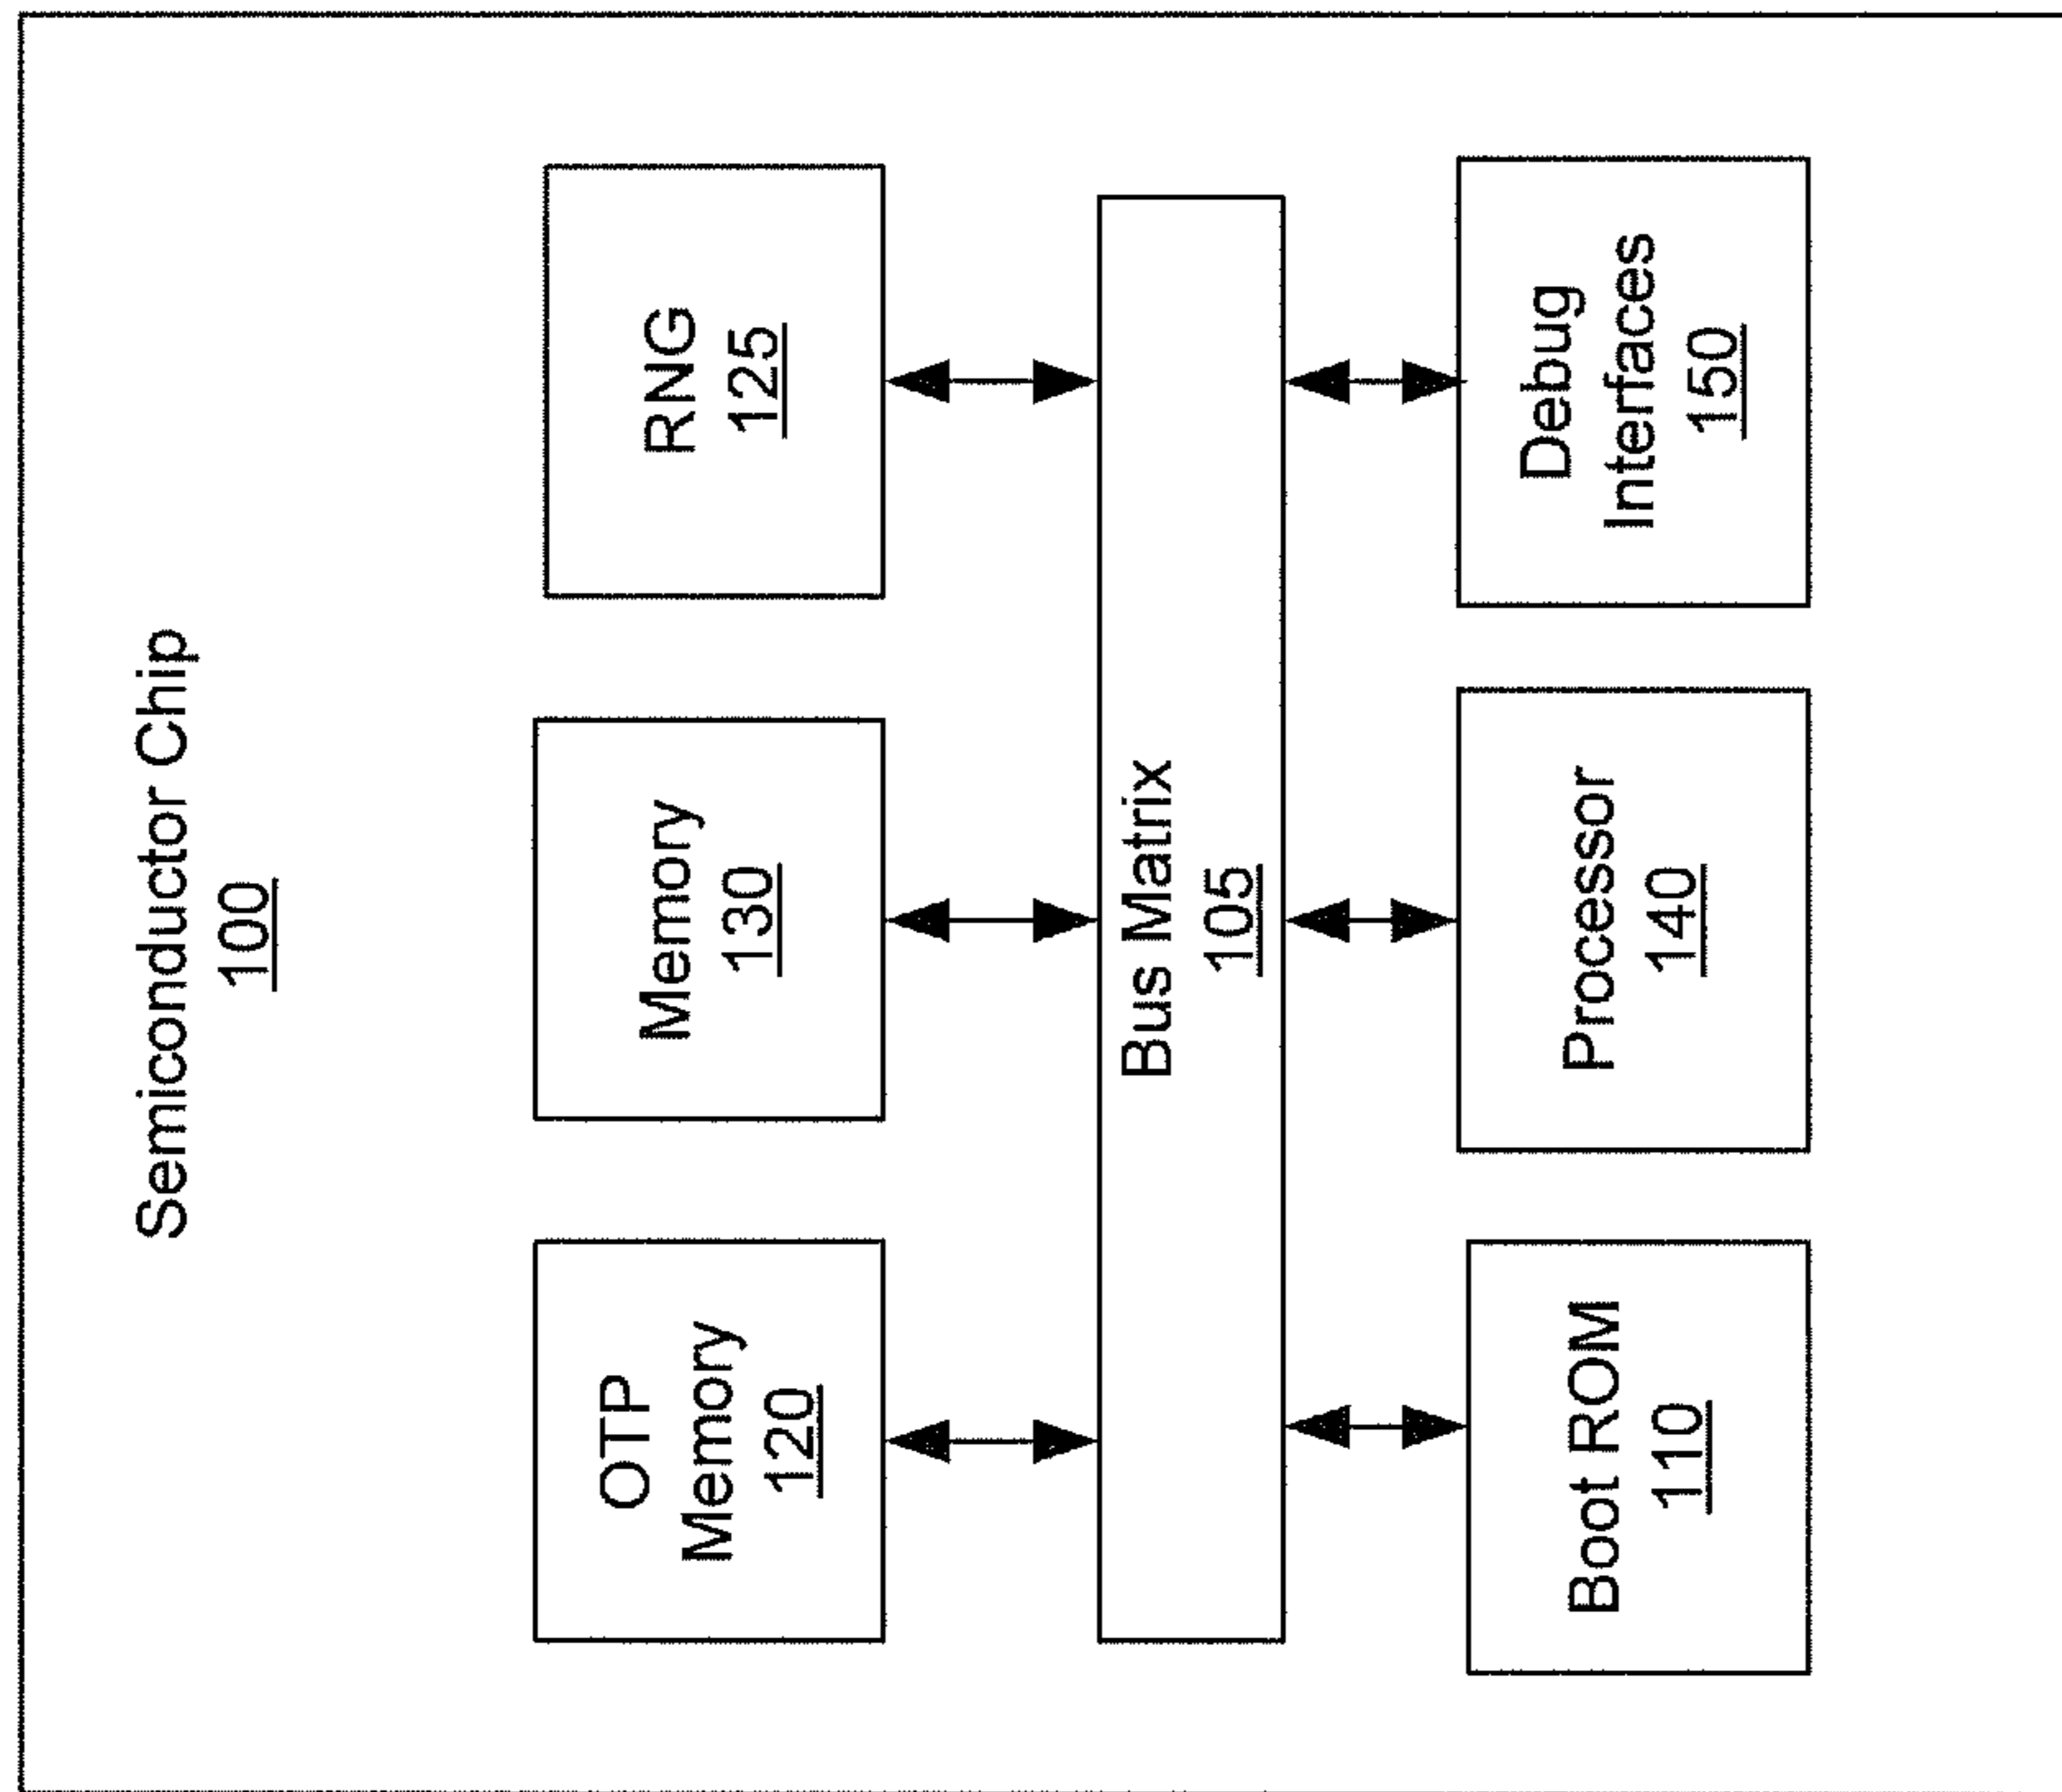 Semiconductor Chip
100
OTP
Memory
120
Memory
130
RNG
125
Bus Matrix
105
Boot ROM
110
Processor
140
Debug
Interfaces
150